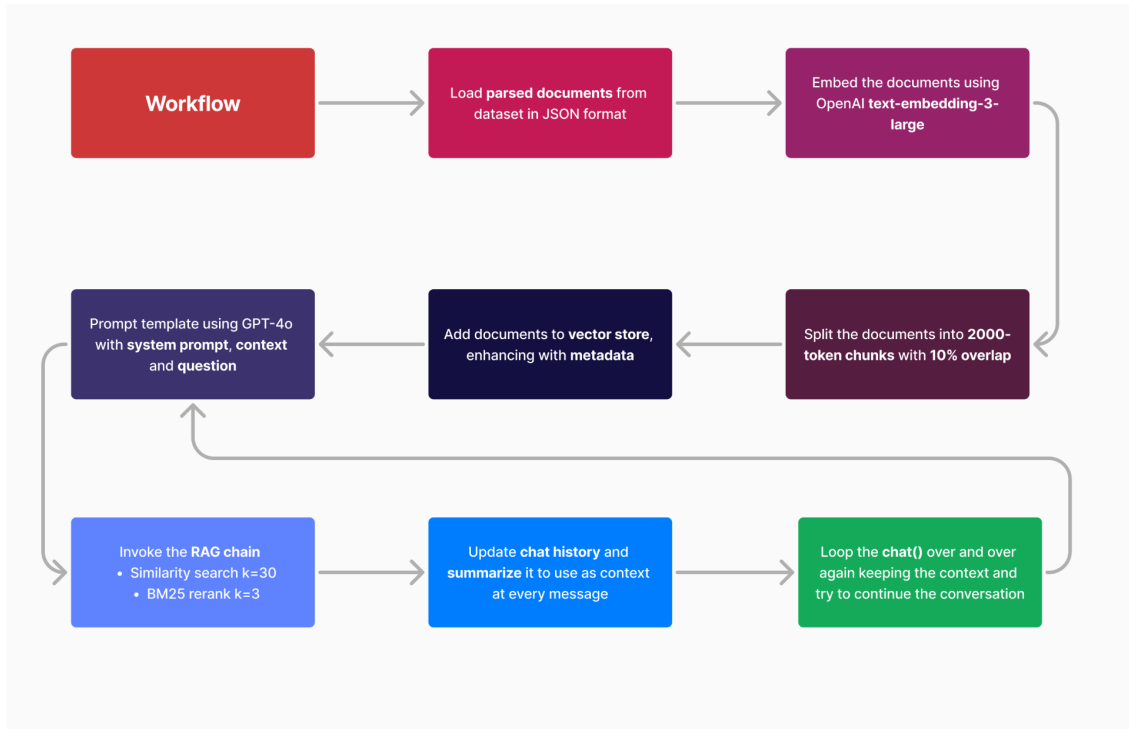 Workflow
Load parsed documents from
dataset in JSON format
Embed the documents using
OpenAI text-embedding-3-
large
Split the documents into 2000-
token chunks with 10% overlap
Add documents to vector store,
enhancing with metadata
Prompt template using GPT-4o
with system prompt, context
and question
Invoke the RAG chain
• Similarity search k=30
• BM25 rerank k=3
Update chat history and
summarize it to use as context
at every message
Loop the chat() over and over
again keeping the context and
try to continue the conversation